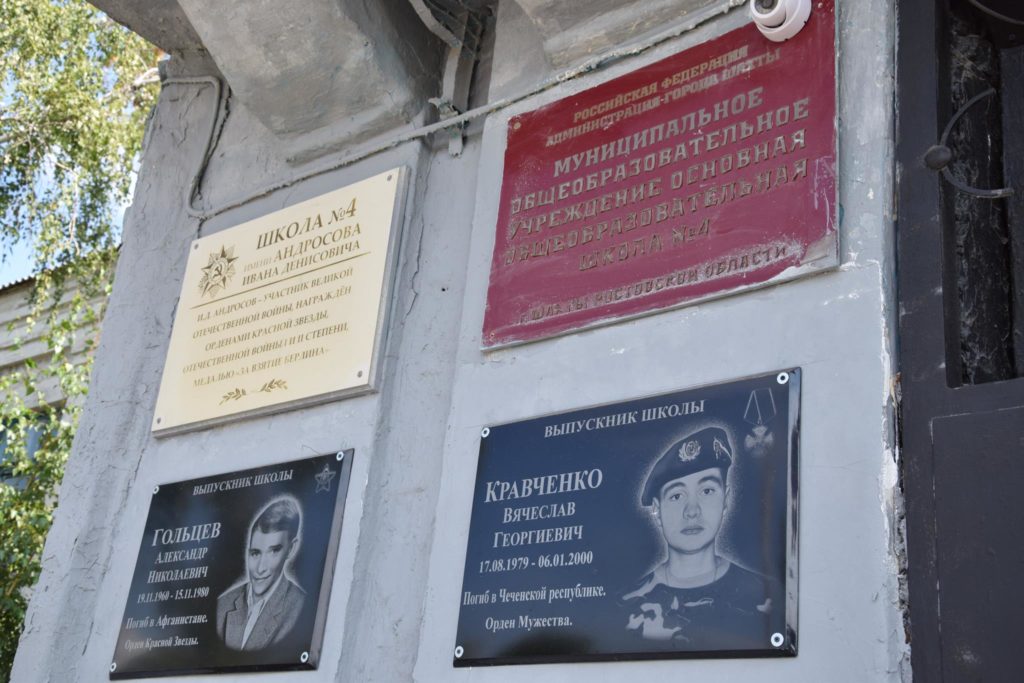 РОССИЙСКАЯ ФЕДЕРАЦИЯ
АДМИНИСТРАЦИЯ ГОРОДА ШАХТЫ
МУНИЦИПАЛЬНОЕ
ОБЩЕОБРАЗОВАТЕЛЬНОЕ
УЧРЕЖДЕНИЕ ОСНОВНАЯ
ОБЩЕОБРАЗОВАТЕЛЬНАЯ
ШКОЛА №4
г. ШАХТЫ РОСТОВСКОЙ ОБЛАСТИ
ШКОЛА №4
ИМЕНИ АНДРОСОВА
ИВАНА ДЕНИСОВИЧА
И.Д. АНДРОСОВ - УЧАСТНИК ВЕЛИКОЙ
ОТЕЧЕСТВЕННОЙ ВОЙНЫ, НАГРАЖДЁН
ОРДЕНАМИ КРАСНОЙ ЗВЕЗДЫ,
ОТЕЧЕСТВЕННОЙ ВОЙНЫ I И II СТЕПЕНИ,
МЕДАЛЬЮ «ЗА ВЗЯТИЕ БЕРЛИНА»
ВЫПУСКНИК ШКОЛЫ
ГОЛЬЦЕВ
АЛЕКСАНДР
НИКОЛАЕВИЧ
19.11.1960 - 15.11.1980
Погиб в Афганистане.
Орден Красной Звезды.
ВЫПУСКНИК ШКОЛЫ
КРАВЧЕНКО
ВЯЧЕСЛАВ
ГЕОРГИЕВИЧ
17.08.1979 - 06.01.2000
Погиб в Чеченской республике.
Орден Мужества.